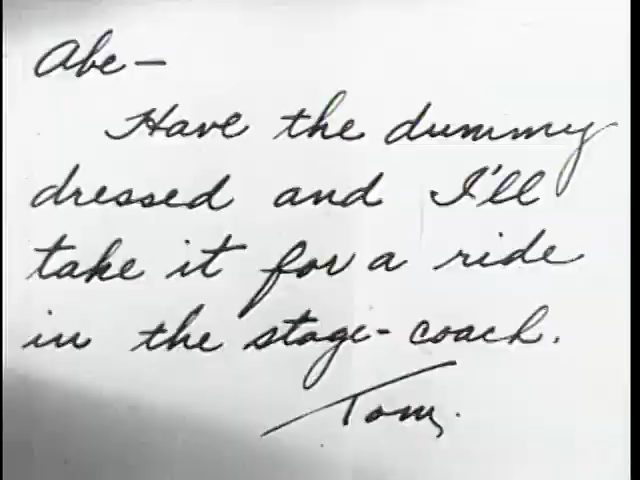 Abe—
Have the dummy
dressed and I'll
take it for a ride
in the stage-coach.
Tom.